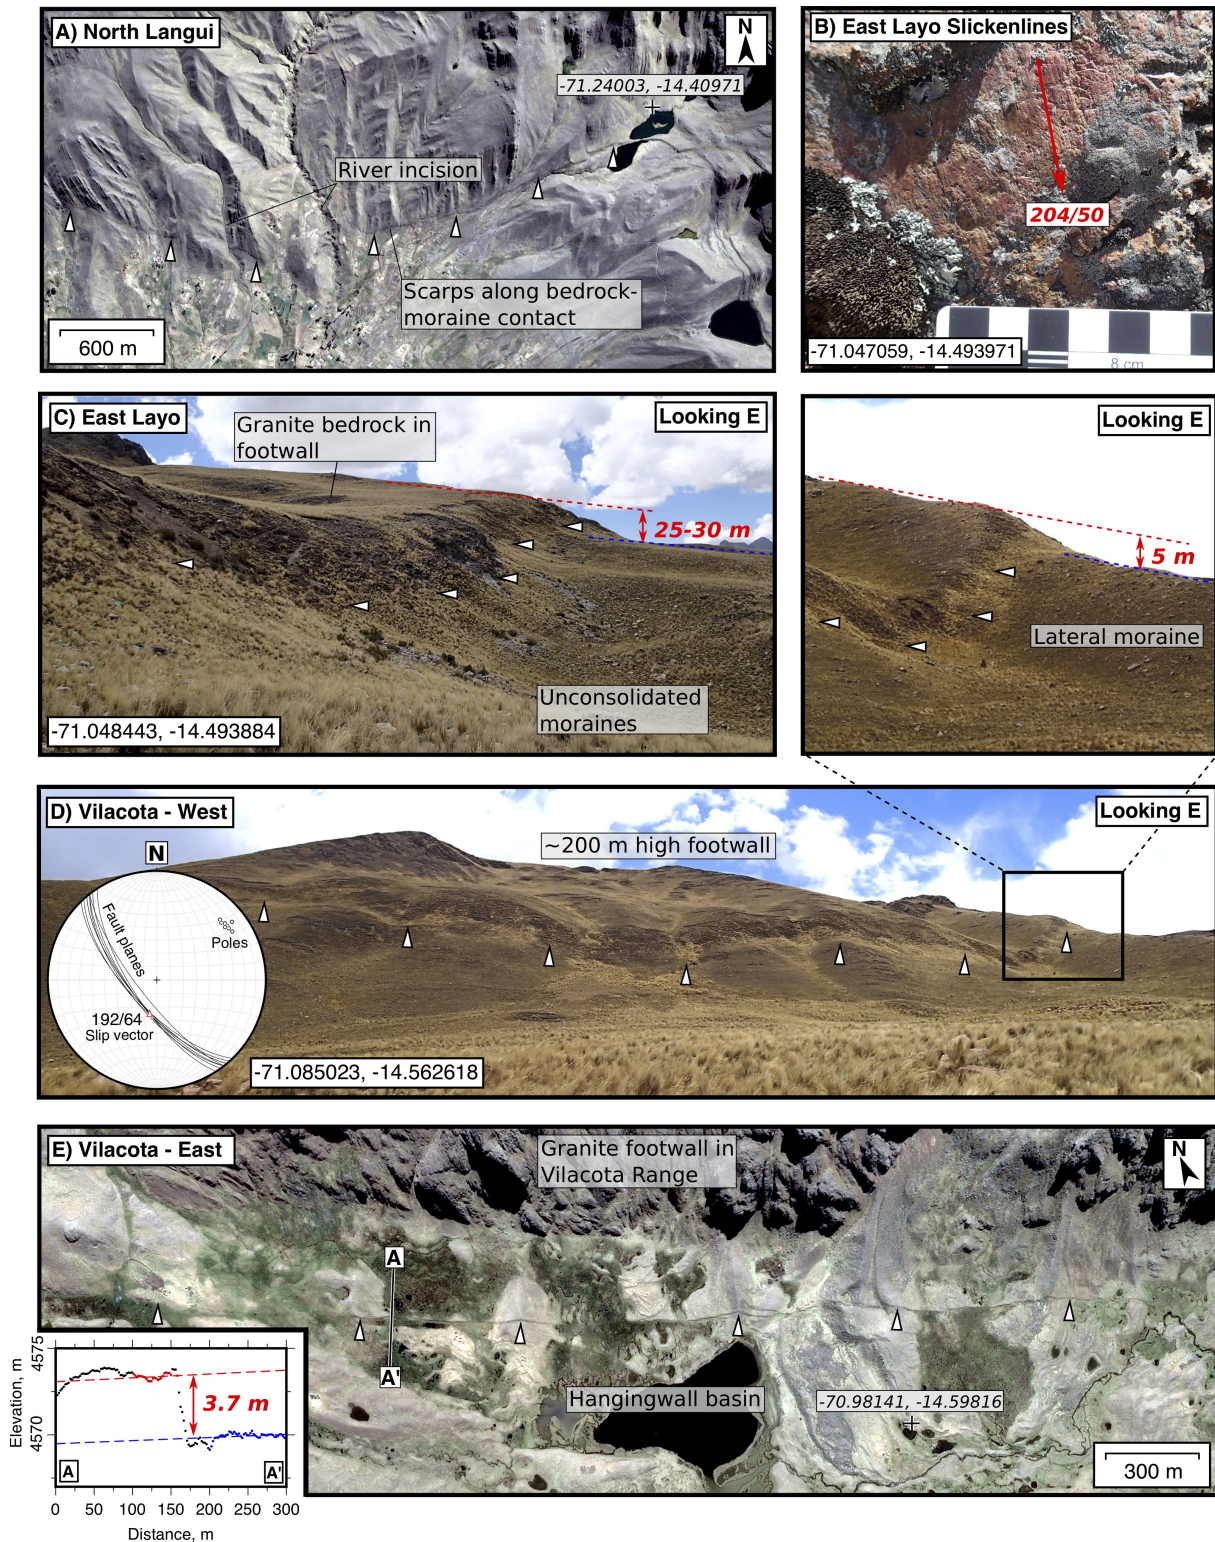 A) North Langui
N
-71.24003, -14.40971
River incision
Scarps along bedrock-
moraine contact
600 m
B) East Layo Slickenlines
204/50
-71.047059, -14.493971
8 cm
C) East Layo
Granite bedrock in
footwall
Looking E
25-30 m
Unconsolidated
moraines
-71.048443, -14.493884
Looking E
5 m
Lateral moraine
D) Vilacota - West
~200 m high footwall
Looking E
N
Fault planes
Poles
192/64
Slip vector
-71.085023, -14.562618
E) Vilacota - East
Granite footwall in
Vilacota Range
N
A
A'
Hangingwall basin
-70.98141, -14.59816
300 m
Elevation, m
4575
4570
3.7 m
A
A'
0 50 100 150 200 250 300
Distance, m